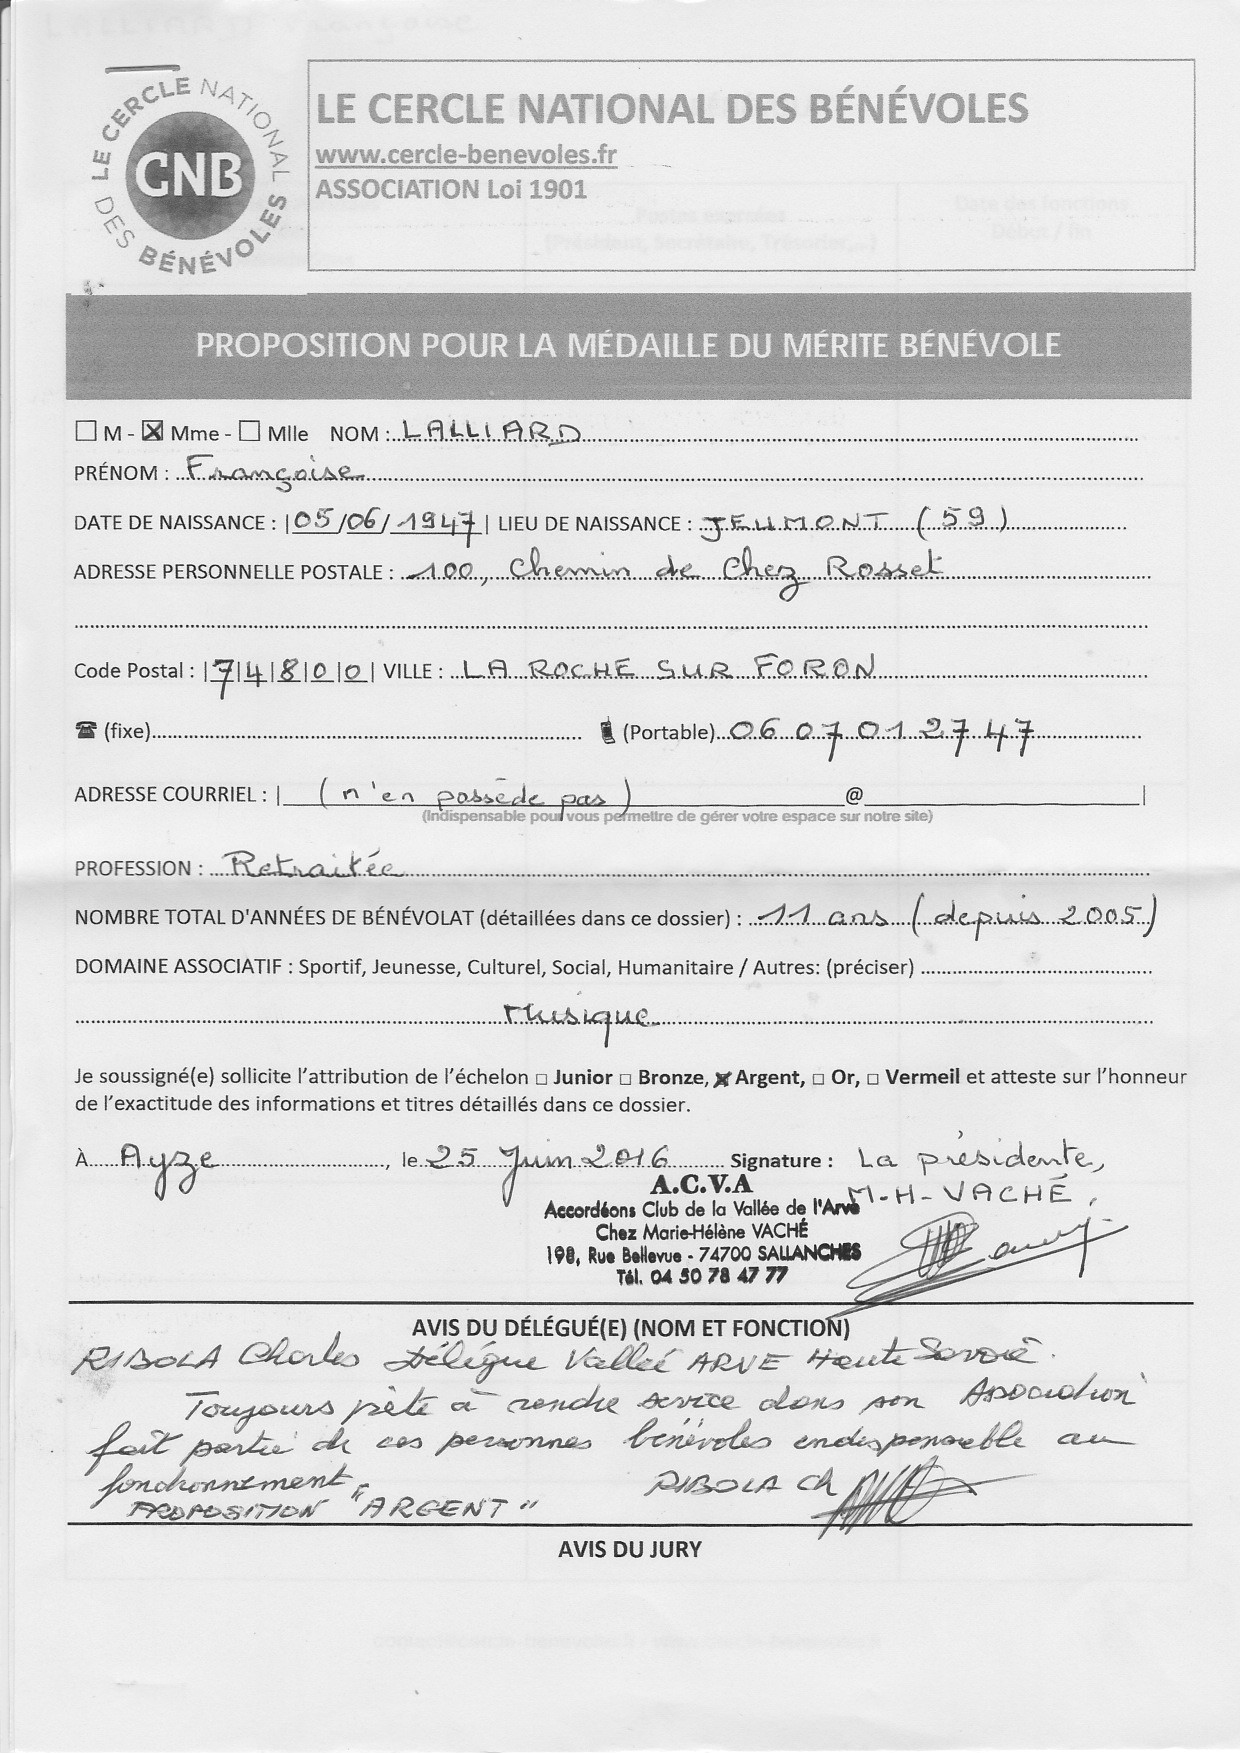 LE CERCLE NATIONAL DES BÉNÉVOLES
CNB
LE CERCLE NATIONAL DES BÉNÉVOLES
www.cercle-benevoles.fr
ASSOCIATION Loi 1901
PROPOSITION POUR LA MÉDAILLE DU MÉRITE BÉNÉVOLE
☐ M - ☒ Mme - ☐ Mlle NOM : LALLIARD
PRÉNOM : Françoise
DATE DE NAISSANCE : |05/06/1947| LIEU DE NAISSANCE : JEUMONT (59)
ADRESSE PERSONNELLE POSTALE : 100, Chemin de Chez Rosset
Code Postal : |7|4|8|0|0| VILLE : LA ROCHE SUR FORON
☎ (fixe) (Portable) 06 07 01 27 47
ADRESSE COURRIEL : | (n'en possède pas) @ |
(Indispensable pour vous permettre de gérer votre espace sur notre site)
PROFESSION : Retraitée
NOMBRE TOTAL D'ANNÉES DE BÉNÉVOLAT (détaillées dans ce dossier) : 11 ans (depuis 2005)
DOMAINE ASSOCIATIF : Sportif, Jeunesse, Culturel, Social, Humanitaire / Autres: (préciser)
Musique
Je soussigné(e) sollicite l'attribution de l'échelon ☐ Junior ☐ Bronze, ☒ Argent, ☐ Or, ☐ Vermeil et atteste sur l'honneur
de l'exactitude des informations et titres détaillés dans ce dossier.
À Ayze, le 25 Juin 2016 Signature : La présidente,
M-H-VACHÉ,
A.C.V.A
Accordéons Club de la Vallée de l'Arve
Chez Marie-Hélène VACHÉ
198, Rue Bellevue - 74700 SALLANCHES
Tél. 04 50 78 47 77
AVIS DU DÉLÉGUÉ(E) (NOM ET FONCTION)
RIBOLA Charles Délégue Valleé ARVE Haute Savoie.
Toujours prète à rendre service dans son Association
fait partie de ces personnes bénévoles endispensable au
fonctionnement,
RIBOLA Ch
PROPOSITION "ARGENT"
AVIS DU JURY